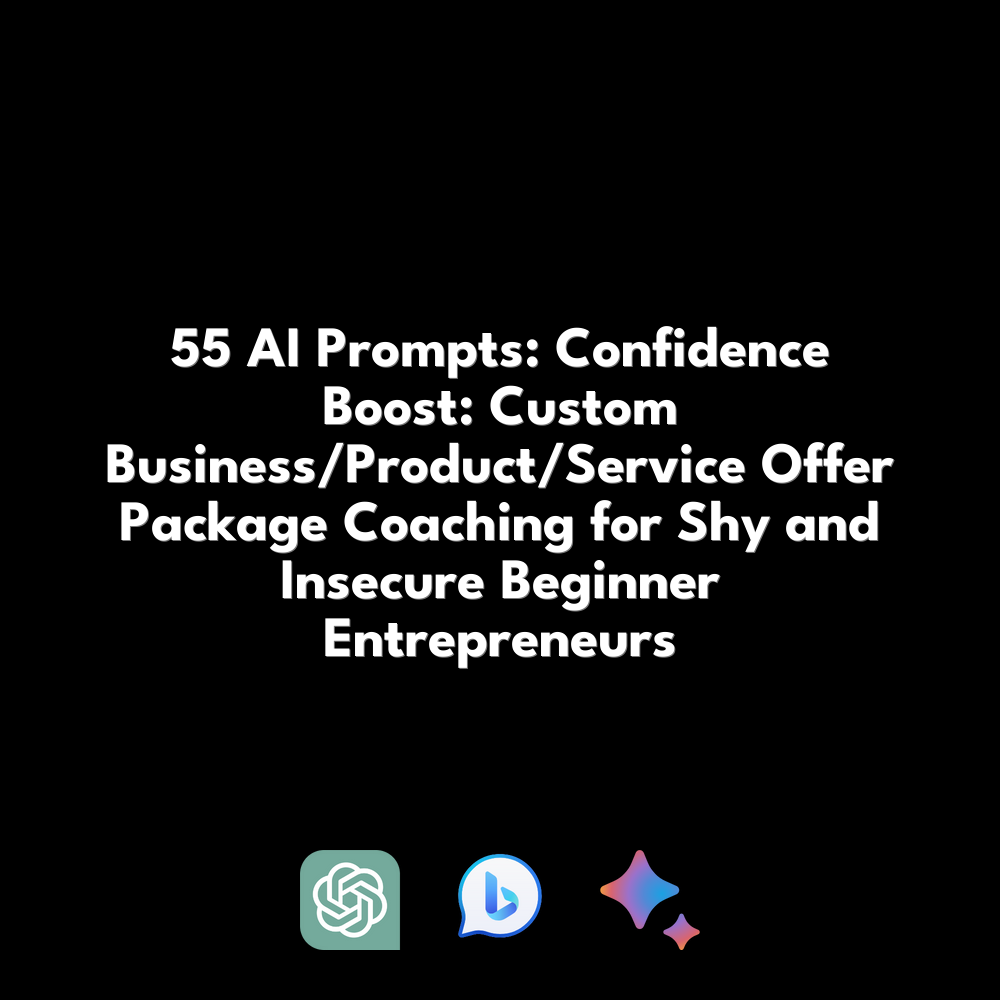 55 AI Prompts: Confidence
Boost: Custom
Business/Product/Service Offer
Package Coaching for Shy and
Insecure Beginner
Entrepreneurs